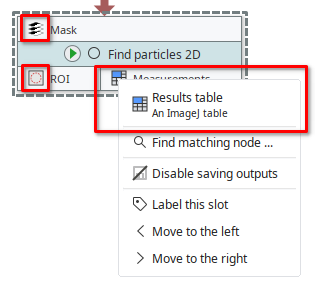 Mask
Find particles 2D
ROI
Measurements
Results table
An ImageJ table
Find matching node ...
Disable saving outputs
Label this slot
Move to the left
Move to the right